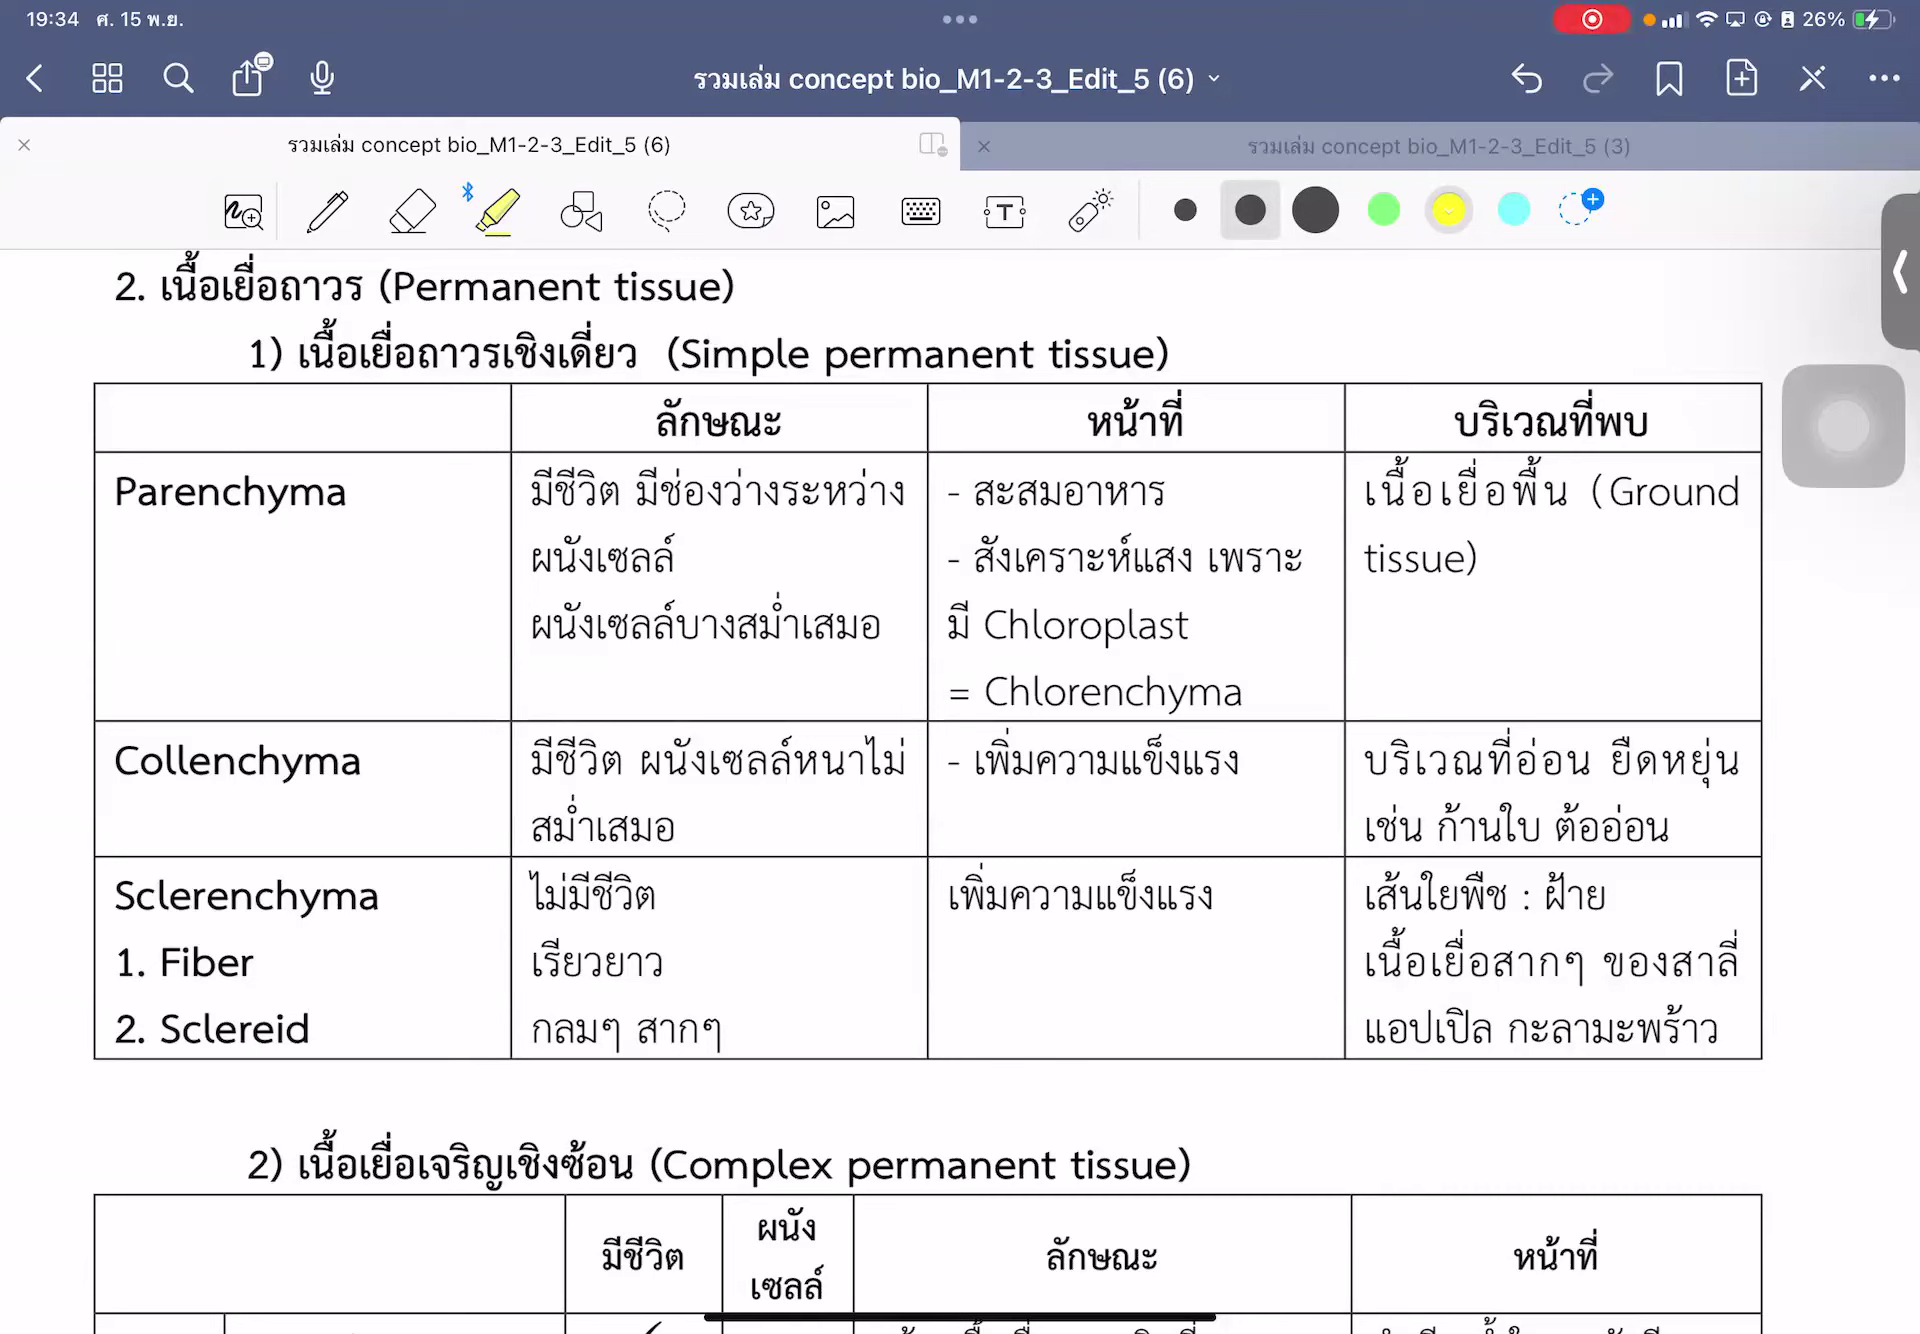 19:34 ศ. 15 พ.ย.
26%
รวมเล่ม concept bio_M1-2-3_Edit_5 (6)
รวมเล่ม concept bio_M1-2-3_Edit_5 (6)
รวมเล่ม concept bio_M1-2-3_Edit_5 (3)
2. เนื้อเยื่อถาวร (Permanent tissue)
1) เนื้อเยื่อถาวรเชิงเดี่ยว (Simple permanent tissue)
ลักษณะ
หน้าที่
บริเวณที่พบ
Parenchyma
มีชีวิต มีช่องว่างระหว่าง
ผนังเซลล์
ผนังเซลล์บางสม่ำเสมอ
- สะสมอาหาร
- สังเคราะห์แสง เพราะ
มี Chloroplast
= Chlorenchyma
เนื้อเยื่อพื้น (Ground
tissue)
Collenchyma
มีชีวิต ผนังเซลล์หนาไม่
สม่ำเสมอ
- เพิ่มความแข็งแรง
บริเวณที่อ่อน ยืดหยุ่น
เช่น ก้านใบ ต้ออ่อน
Sclerenchyma
1. Fiber
2. Sclereid
ไม่มีชีวิต
เรียวยาว
กลมๆ สากๆ
เพิ่มความแข็งแรง
เส้นใยพืช : ฝ้าย
เนื้อเยื่อสากๆ ของสาลี่
แอปเปิล กะลามะพร้าว
2) เนื้อเยื่อเจริญเชิงซ้อน (Complex permanent tissue)
มีชีวิต
ผนัง
เซลล์
ลักษณะ
หน้าที่